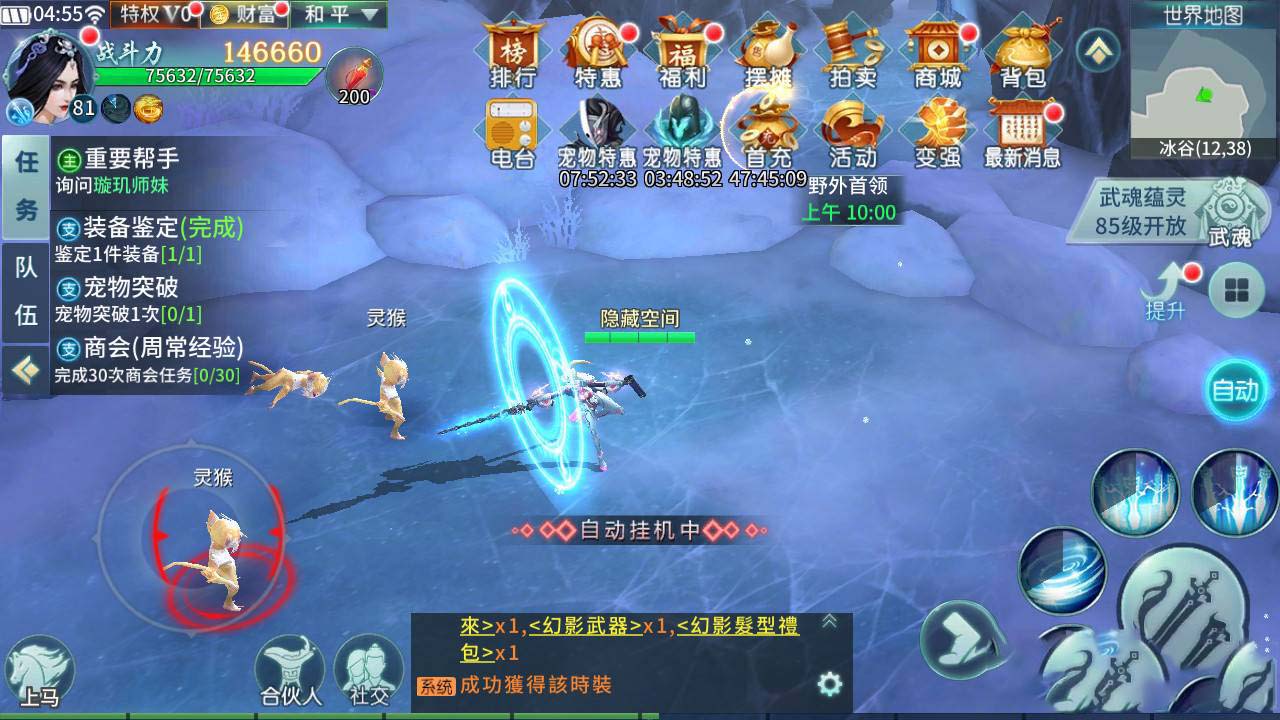 04:55
特权V0
财富
和平
战斗力 146660
75632/75632
81
200
榜
排行
特惠
福
福利
摆摊
拍卖
商城
背包
电台
宠物特惠
宠物特惠
首充
活动
变强
最新消息
07:52:33
03:48:52
47:45:09
野外首领
上午 10:00
世界地图
冰谷(12,38)
武魂蕴灵
85级开放
武魂
提升
自动
任务
队伍
主 重要帮手
询问璇玑师妹
支 装备鉴定(完成)
鉴定1件装备[1/1]
支 宠物突破
宠物突破1次[0/1]
支 商会(周常经验)
完成30次商会任务[0/30]
灵猴
隐藏空间
灵猴
自动挂机中
來>x1,<幻影武器>x1,<幻影髮型禮
包>x1
系统 成功獲得該時裝
上马
合伙人
社交